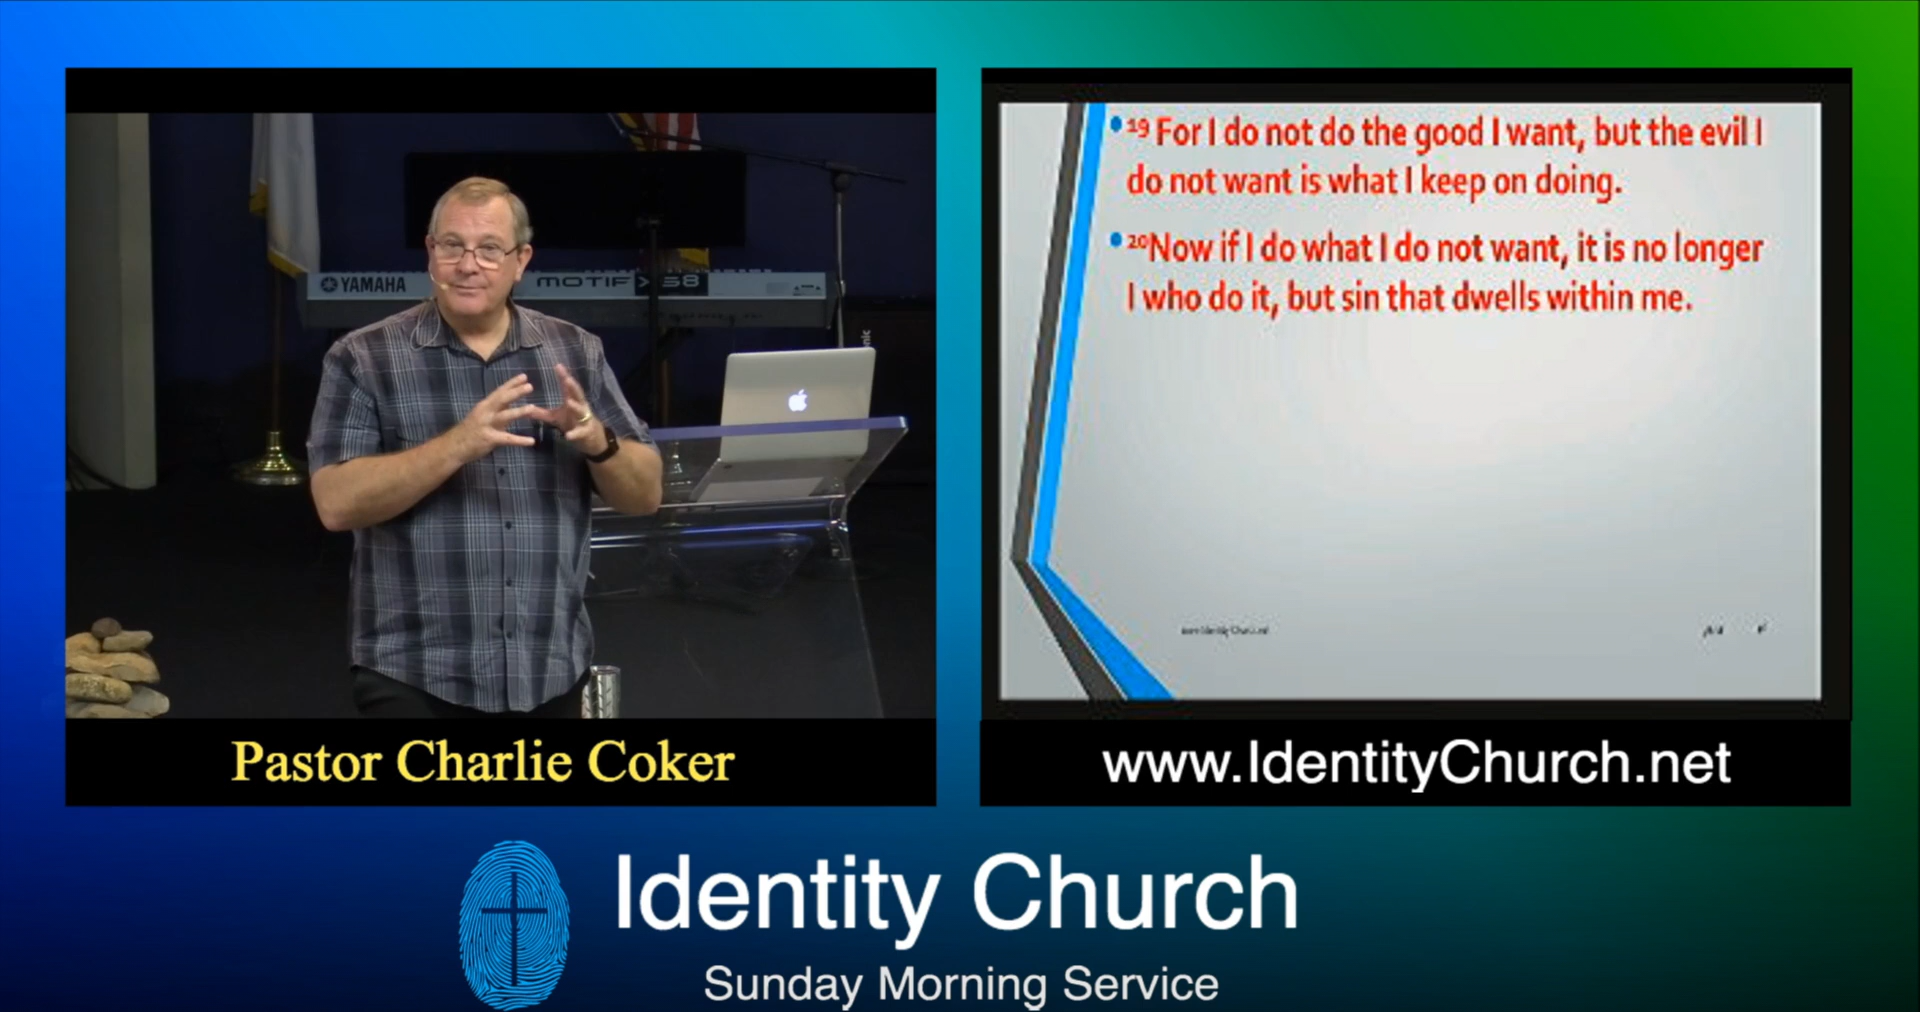 YAMAHA
MOTIF XS8
19 For I do not do the good I want, but the evil I
do not want is what I keep on doing.
20Now if I do what I do not want, it is no longer
I who do it, but sin that dwells within me.
Pastor Charlie Coker
www.IdentityChurch.net
Identity Church
Sunday Morning Service